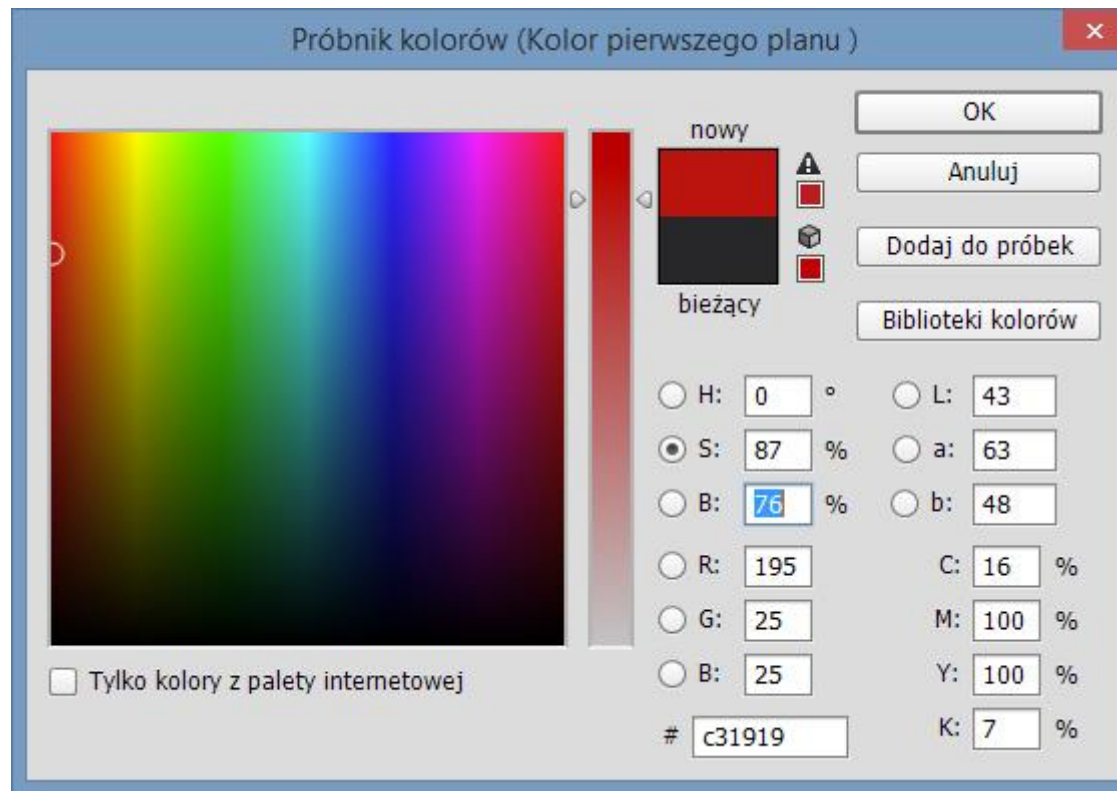 Próbnik kolorów (Kolor pierwszego planu )
nowy
bieżący
OK
Anuluj
Dodaj do próbek
Biblioteki kolorów
H: 0 °
S: 87 %
B: 76 %
R: 195
G: 25
B: 25
# c31919
L: 43
a: 63
b: 48
C: 16 %
M: 100 %
Y: 100 %
K: 7 %
Tylko kolory z palety internetowej